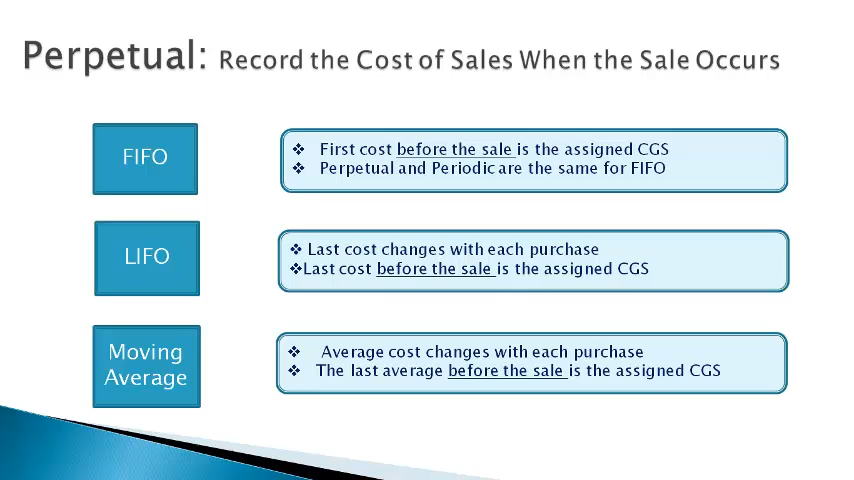 Perpetual: Record the Cost of Sales When the Sale Occurs
FIFO
❖ First cost before the sale is the assigned CGS
❖ Perpetual and Periodic are the same for FIFO
LIFO
❖ Last cost changes with each purchase
❖Last cost before the sale is the assigned CGS
Moving
Average
❖ Average cost changes with each purchase
❖ The last average before the sale is the assigned CGS